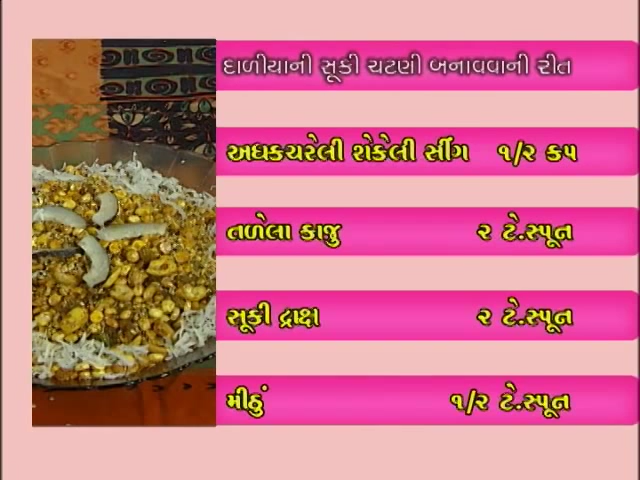 દાળીયાની સૂકી ચટણી બનાવવાની રીત
અધકચરેલી શેકેલી સીંગ ૧/૨ કપ
તળેલા કાજુ ૨ ટે.સ્પૂન
સૂકી દ્રાક્ષ ૨ ટે.સ્પૂન
મીઠું ૧/૨ ટે.સ્પૂન